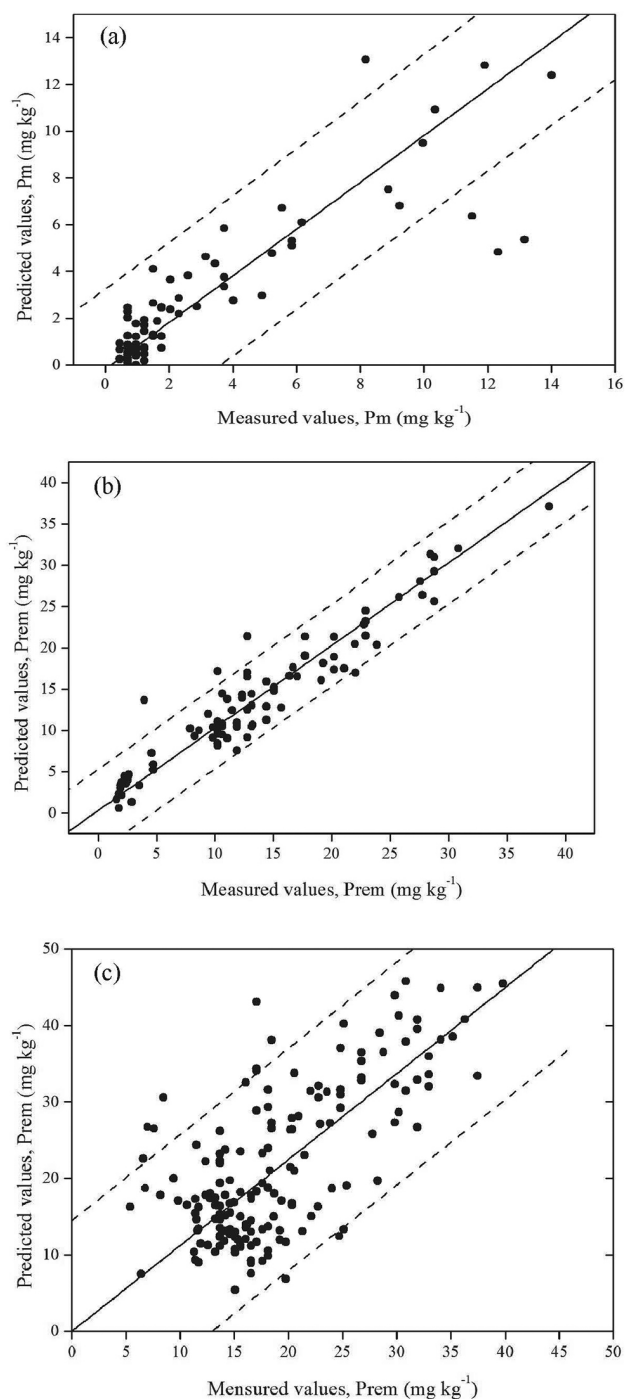 (a)
14
12
10
8
6
4
2
0
Predicted values, Pm (mg kg-1)
0 2 4 6 8 10 12 14 16
Measured values, Pm (mg kg-1)
(b)
40
35
30
25
20
15
10
5
0
Predicted values, Prem (mg kg-1)
0 5 10 15 20 25 30 35 40
Measured values, Prem (mg kg-1)
(c)
50
40
30
20
10
0
Predicted values, Prem (mg kg-1)
0 5 10 15 20 25 30 35 40 45 50
Mensured values, Prem (mg kg-1)